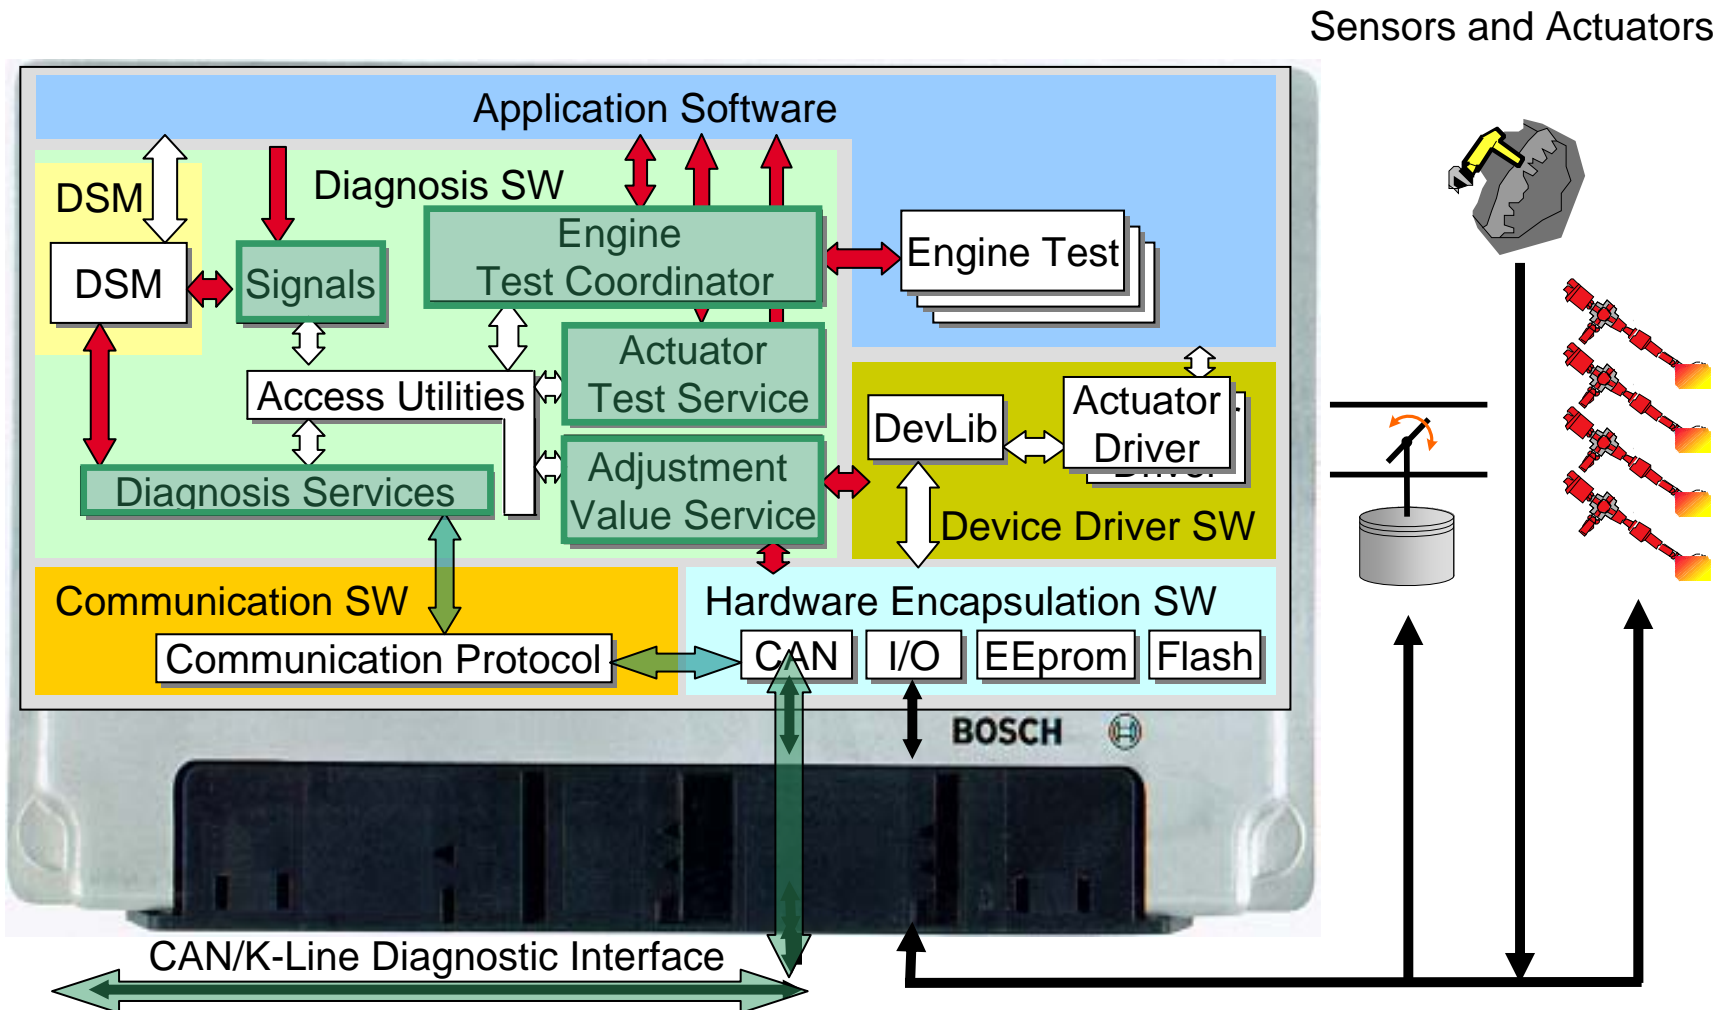 Sensors and Actuators
Application Software
Diagnosis SW
DSM
DSM
Signals
Engine
Test Coordinator
Engine Test
Actuator
Test Service
Access Utilities
Actuator
Driver
Driver
DevLib
Adjustment
Value Service
Diagnosis Services
Device Driver SW
Communication SW
Hardware Encapsulation SW
Communication Protocol
CAN
I/O
EEprom
Flash
BOSCH
CAN/K-Line Diagnostic Interface